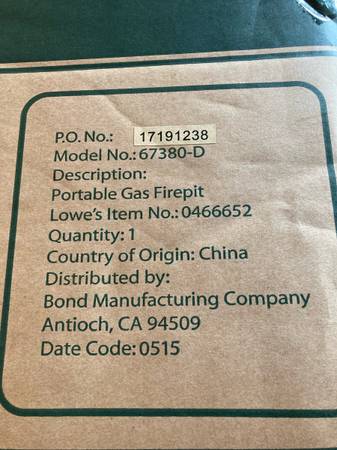 P.O. No.: 17191238
Model No.: 67380-D
Description:
Portable Gas Firepit
Lowe's Item No.: 0466652
Quantity: 1
Country of Origin: China
Distributed by:
Bond Manufacturing Company
Antioch, CA 94509
Date Code: 0515